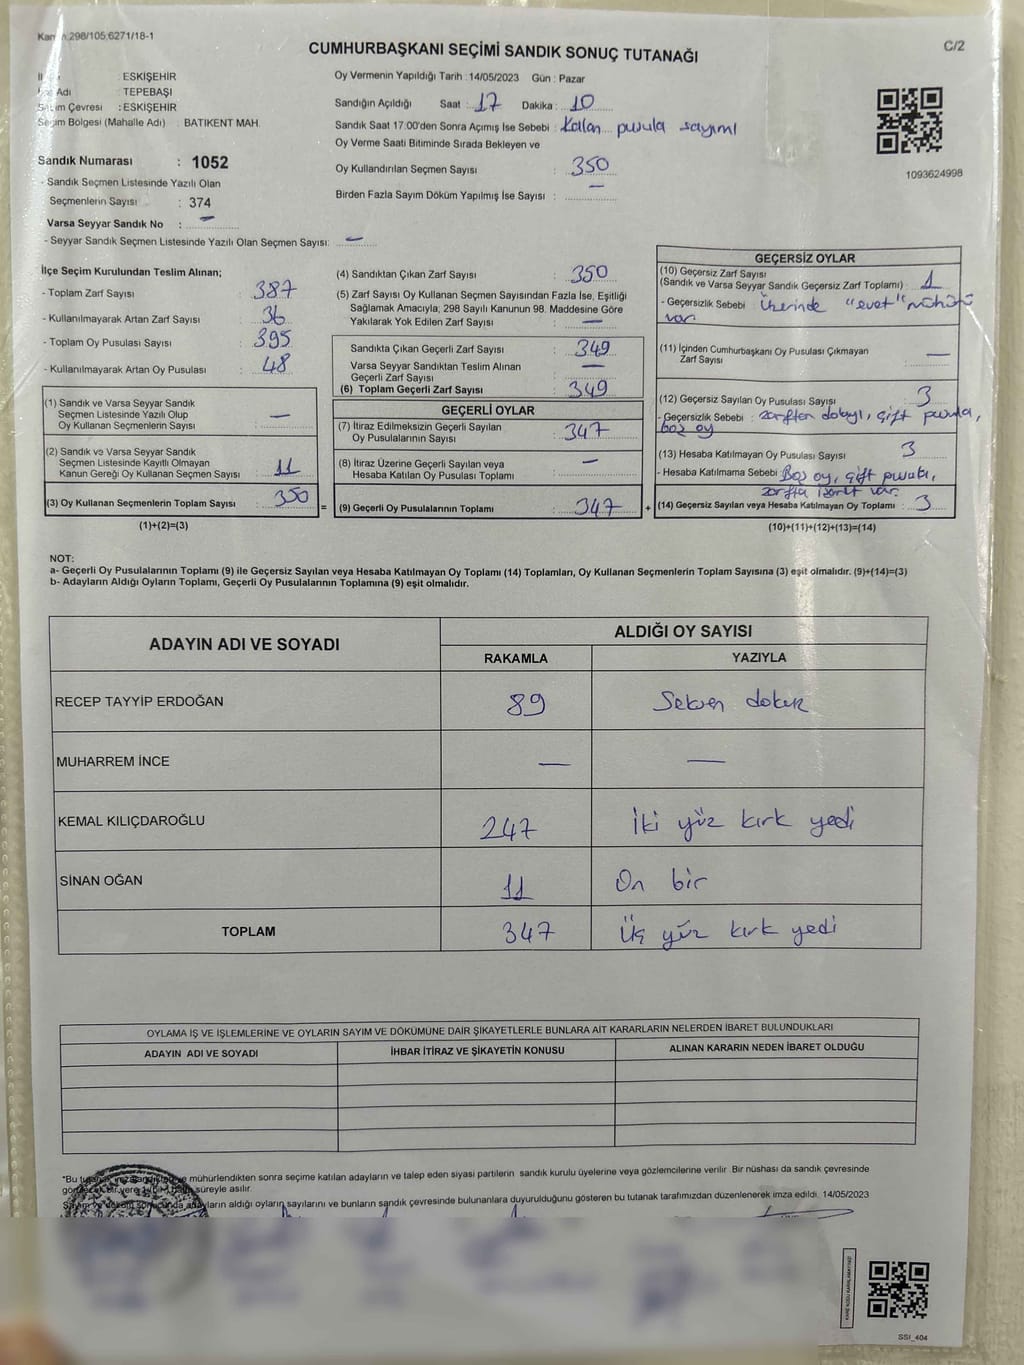 Kanun 298/105,6271/18-1
CUMHURBAŞKANI SEÇİMİ SANDIK SONUÇ TUTANAĞI
C/2
: ESKİŞEHİR
Adı : TEPEBAŞI
Seçim Çevresi : ESKİŞEHİR
Seçim Bölgesi (Mahalle Adı) : BATIKENT MAH.
Sandık Numarası : 1052
- Sandık Seçmen Listesinde Yazılı Olan
Seçmenlerin Sayısı : 374
Varsa Seyyar Sandık No : —
- Seyyar Sandık Seçmen Listesinde Yazılı Olan Seçmen Sayısı: —
Oy Vermenin Yapıldığı Tarih : 14/05/2023 Gün : Pazar
Sandığın Açıldığı Saat : 17 Dakika : 10
Sandık Saat 17:00'den Sonra Açımış İse Sebebi : Kalan pusula sayımı
Oy Verme Saati Bitiminde Sırada Bekleyen ve
Oy Kullandırılan Seçmen Sayısı : 350
Birden Fazla Sayım Döküm Yapılmış İse Sayısı : —
1093624998
İlçe Seçim Kurulundan Teslim Alınan;
- Toplam Zarf Sayısı : 387
- Kullanılmayarak Artan Zarf Sayısı : 36
- Toplam Oy Pusulası Sayısı : 395
- Kullanılmayarak Artan Oy Pusulası : 48
(1) Sandık ve Varsa Seyyar Sandık
Seçmen Listesinde Yazılı Olup
Oy Kullanan Seçmenlerin Sayısı : —
(2) Sandık ve Varsa Seyyar Sandık
Seçmen Listesinde Kayıtlı Olmayan
Kanun Gereği Oy Kullanan Seçmen Sayısı : 11
(3) Oy Kullanan Seçmenlerin Toplam Sayısı : 350
(1)+(2)=(3)
(4) Sandıktan Çıkan Zarf Sayısı : 350
(5) Zarf Sayısı Oy Kullanan Seçmen Sayısından Fazla İse, Eşitliği
Sağlamak Amacıyla, 298 Sayılı Kanunun 98. Maddesine Göre
Yakılarak Yok Edilen Zarf Sayısı : —
Sandıkta Çıkan Geçerli Zarf Sayısı : 349
Varsa Seyyar Sandıktan Teslim Alınan
Geçerli Zarf Sayısı : —
(6) Toplam Geçerli Zarf Sayısı : 349
GEÇERLİ OYLAR
(7) İtiraz Edilmeksizin Geçerli Sayılan
Oy Pusulalarının Sayısı : 347
(8) İtiraz Üzerine Geçerli Sayılan veya
Hesaba Katılan Oy Pusulaları Toplamı : —
= (9) Geçerli Oy Pusulalarının Toplamı : 347 +
GEÇERSİZ OYLAR
(10) Geçersiz Zarf Sayısı
(Sandık ve Varsa Seyyar Sandık Geçersiz Zarf Toplamı) : 1
- Geçersizlik Sebebi : Üzerinde "evet" mühürü
var
(11) İçinden Cumhurbaşkanı Oy Pusulası Çıkmayan
Zarf Sayısı : —
(12) Geçersiz Sayılan Oy Pusulası Sayısı : 3
- Geçersizlik Sebebi : zarften dolayı, çift pusula,
boş oy
(13) Hesaba Katılmayan Oy Pusulası Sayısı : 3
- Hesaba Katılmama Sebebi : Boş oy, çift pusula,
zarfta işaret var.
(14) Geçersiz Sayılan veya Hesaba Katılmayan Oy Toplamı : 3
(10)+(11)+(12)+(13)=(14)
NOT:
a- Geçerli Oy Pusulalarının Toplamı (9) ile Geçersiz Sayılan veya Hesaba Katılmayan Oy Toplamı (14) Toplamları, Oy Kullanan Seçmenlerin Toplam Sayısına (3) eşit olmalıdır. (9)+(14)=(3)
b- Adayların Aldığı Oyların Toplamı, Geçerli Oy Pusulalarının Toplamına (9) eşit olmalıdır.
ADAYIN ADI VE SOYADI ALDIĞI OY SAYISI
RAKAMLA YAZIYLA
RECEP TAYYİP ERDOĞAN 89 Seksen dokuz
MUHARREM İNCE — —
KEMAL KILIÇDAROĞLU 247 İki yüz kırk yedi
SİNAN OĞAN 11 On bir
TOPLAM 347 Üç yüz kırk yedi
OYLAMA İŞ VE İŞLEMLERİNE VE OYLARIN SAYIM VE DÖKÜMÜNE DAİR ŞİKAYETLERLE BUNLARA AİT KARARLARIN NELERDEN İBARET BULUNDUKLARI
ADAYIN ADI VE SOYADI İHBAR İTİRAZ VE ŞİKAYETİN KONUSU ALINAN KARARIN NEDEN İBARET OLDUĞU
"Bu mühürlendikten sonra seçime katılan adayların ve talep eden siyasi partilerin sandık kurulu üyelerine veya gözlemcilerine verilir. Bir nüshası da sandık çevresinde
süreyle asılır.
Sayım ve döküm sonucunda adayların aldığı oyların sayılarını ve bunların sandık çevresinde bulunanlara duyurulduğunu gösteren bu tutanak tarafımızdan düzenlenerek imza edildi. 14/05/2023
KARE KODU KARALAMAYINIZ!
SSI_404